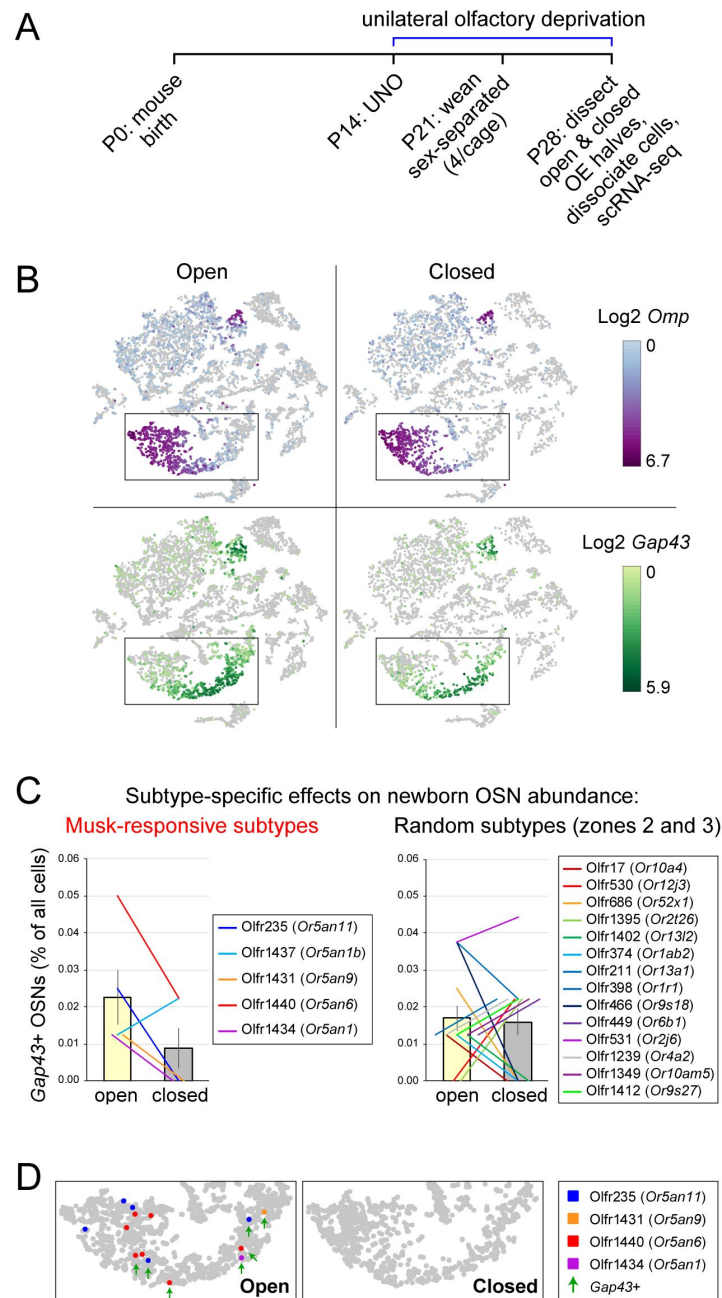 A
unilateral olfactory deprivation
P0: mouse
birth
P14: UNO
P21: wean
sex-separated
(4/cage)
P28: dissect
open & closed
OE halves,
dissociate cells,
scRNA-seq
B
Open
Closed
Log2 Omp
0
6.7
Log2 Gap43
0
5.9
C
Subtype-specific effects on newborn OSN abundance:
Musk-responsive subtypes
Random subtypes (zones 2 and 3)
Gap43+ OSNs (% of all cells)
0.06
0.05
0.04
0.03
0.02
0.01
0.00
open
closed
Olfr235 (Or5an11)
Olfr1437 (Or5an1b)
Olfr1431 (Or5an9)
Olfr1440 (Or5an6)
Olfr1434 (Or5an1)
0.06
0.05
0.04
0.03
0.02
0.01
0.00
open
closed
Olfr17 (Or10a4)
Olfr530 (Or12j3)
Olfr686 (Or52x1)
Olfr1395 (Or2t26)
Olfr1402 (Or13l2)
Olfr374 (Or1ab2)
Olfr211 (Or13a1)
Olfr398 (Or1r1)
Olfr466 (Or9s18)
Olfr449 (Or6b1)
Olfr531 (Or2j6)
Olfr1239 (Or4a2)
Olfr1349 (Or10am5)
Olfr1412 (Or9s27)
D
Open
Closed
Olfr235 (Or5an11)
Olfr1431 (Or5an9)
Olfr1440 (Or5an6)
Olfr1434 (Or5an1)
Gap43+